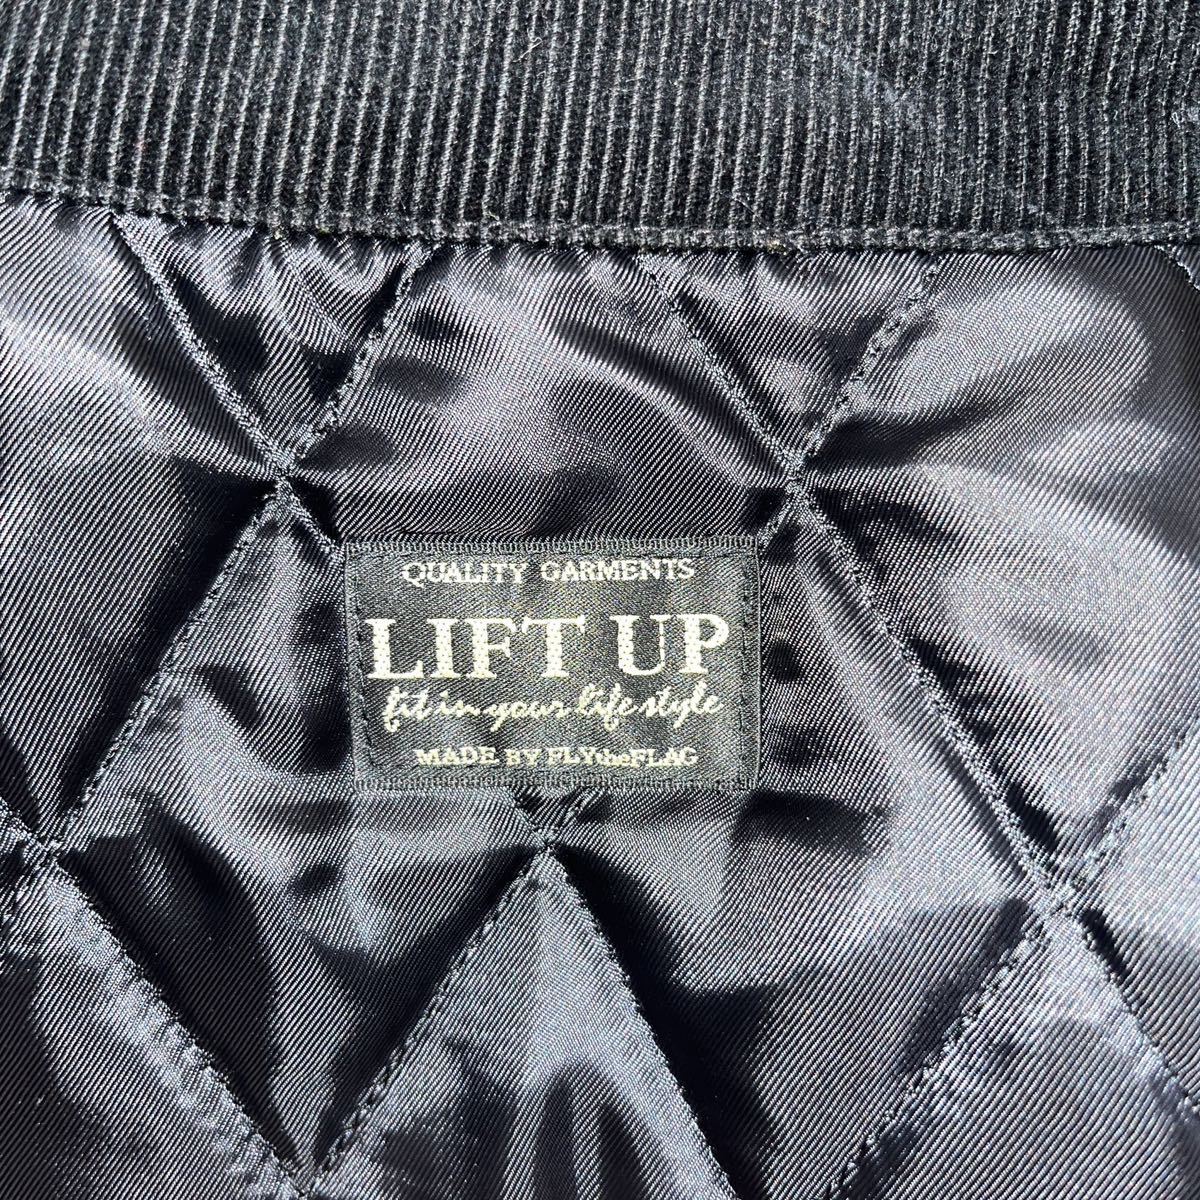 QUALITY GARMENTS
LIFT UP
fit in your life style
MADE BY FLYtheFLAG